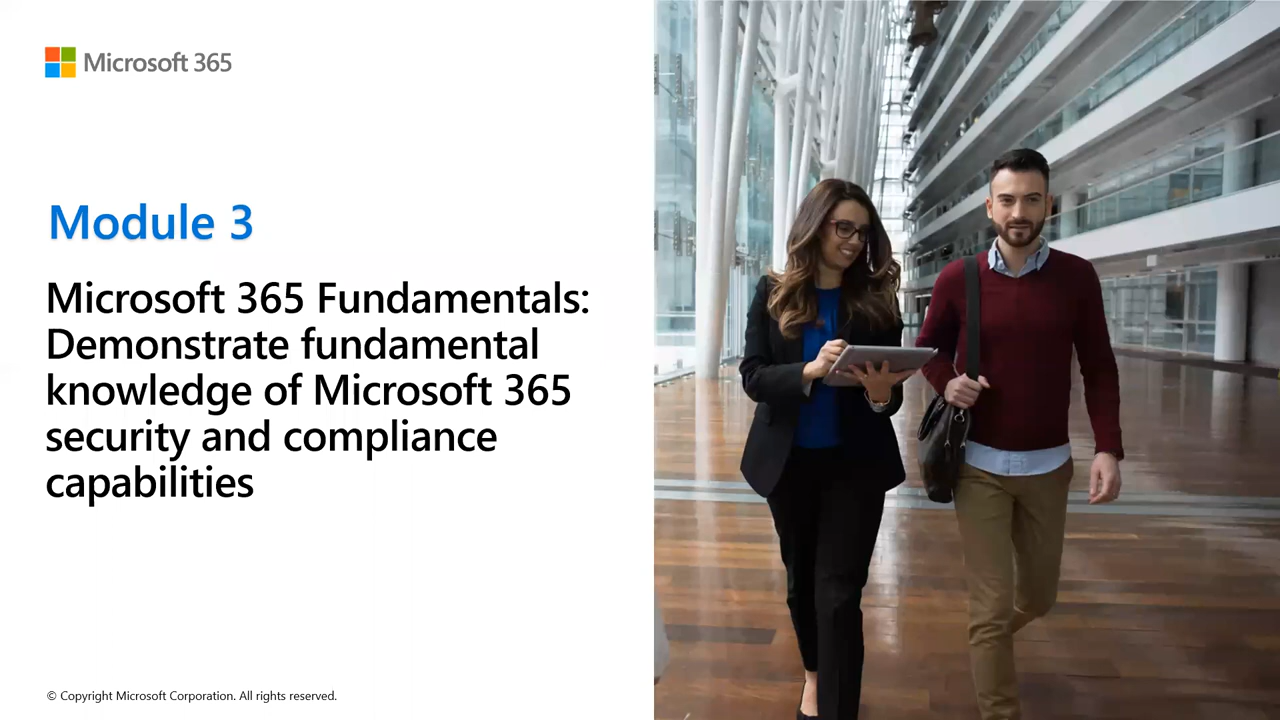 Microsoft 365
Module 3
Microsoft 365 Fundamentals:
Demonstrate fundamental
knowledge of Microsoft 365
security and compliance
capabilities
© Copyright Microsoft Corporation. All rights reserved.